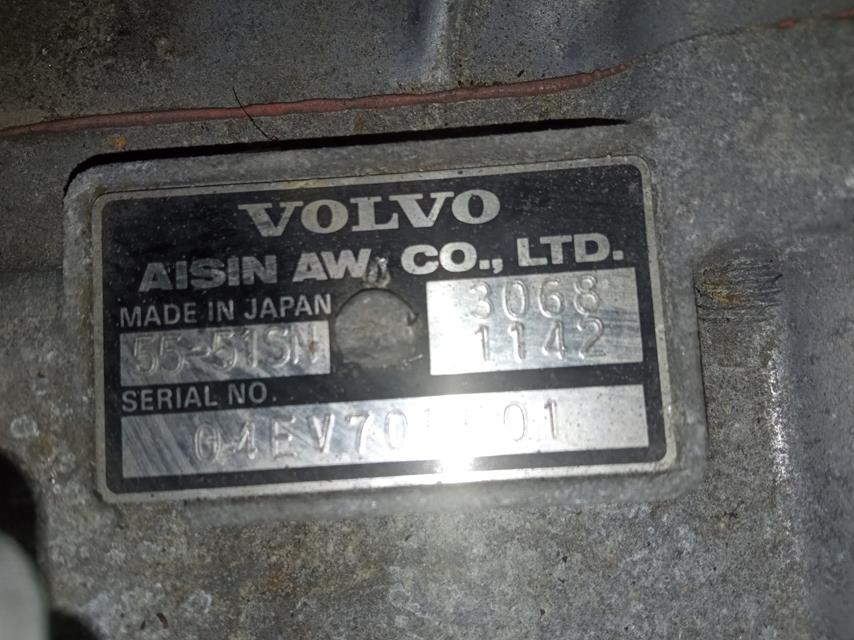 VOLVO
AISIN AW CO., LTD.
MADE IN JAPAN
55-51SN
3068
1142
SERIAL NO.